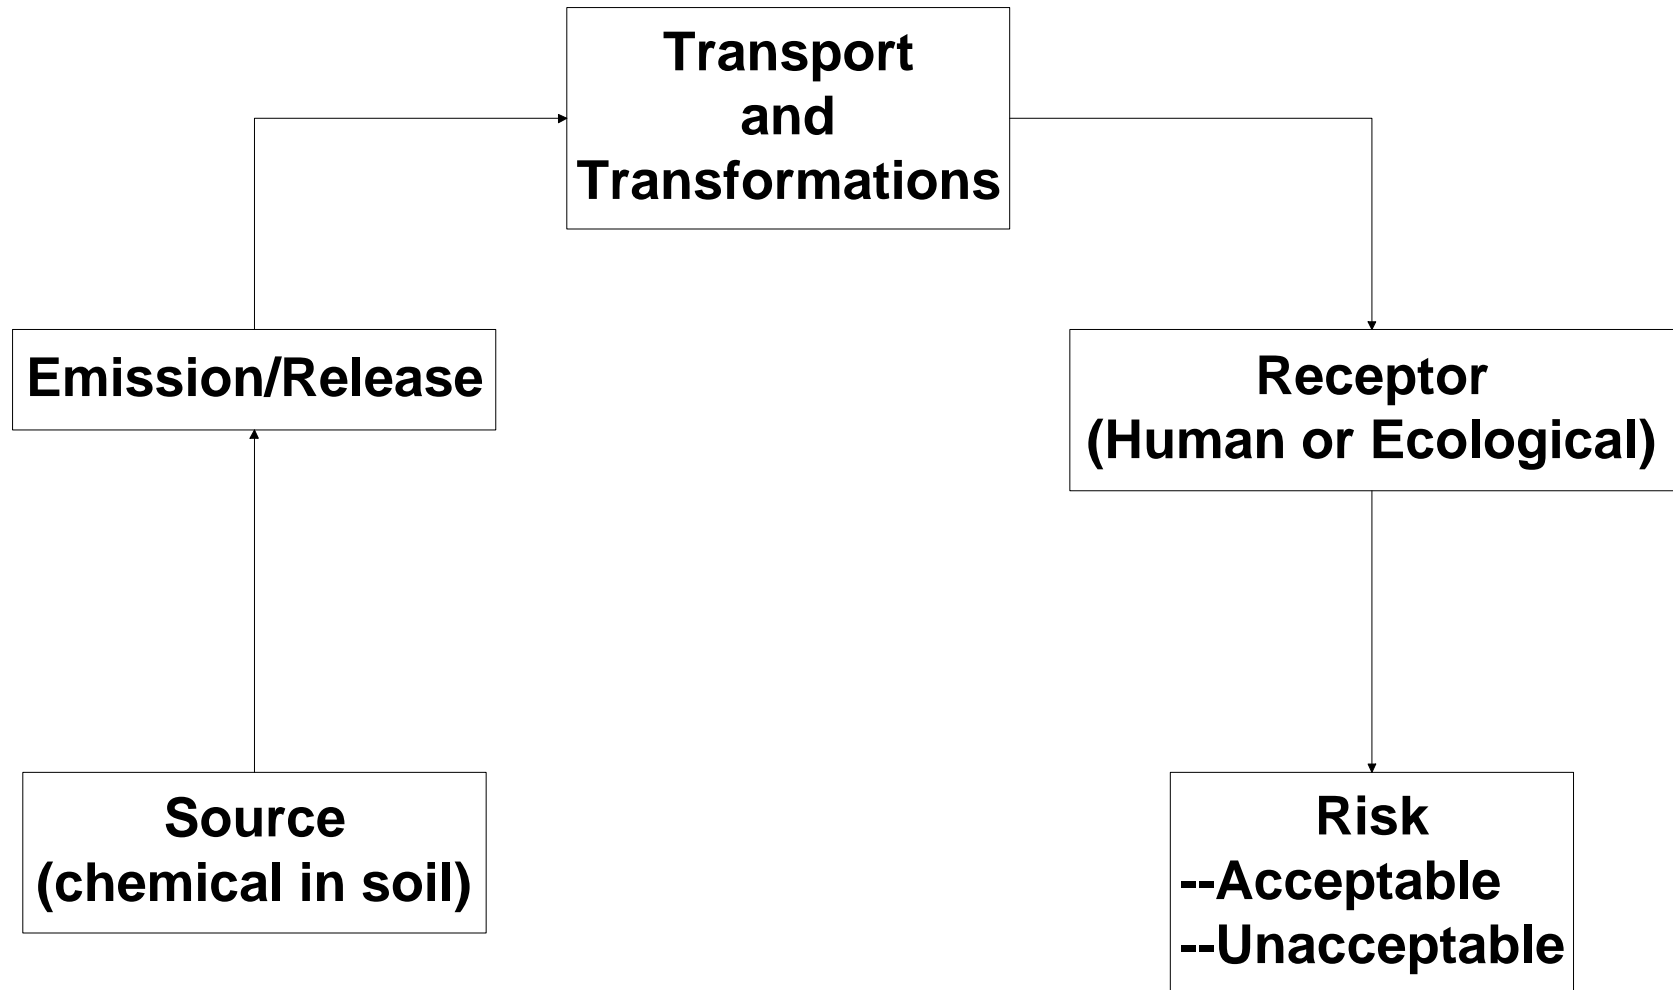 Transport
and
Transformations
Emission/Release
Receptor
(Human or Ecological)
Source
(chemical in soil)
Risk
--Acceptable
--Unacceptable